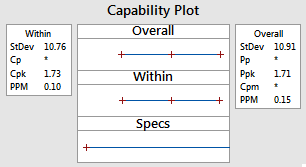 Capability Plot
Within
StDev 10.76
Cp *
Cpk 1.73
PPM 0.10
Overall
Within
Specs
Overall
StDev 10.91
Pp *
Ppk 1.71
Cpm *
PPM 0.15